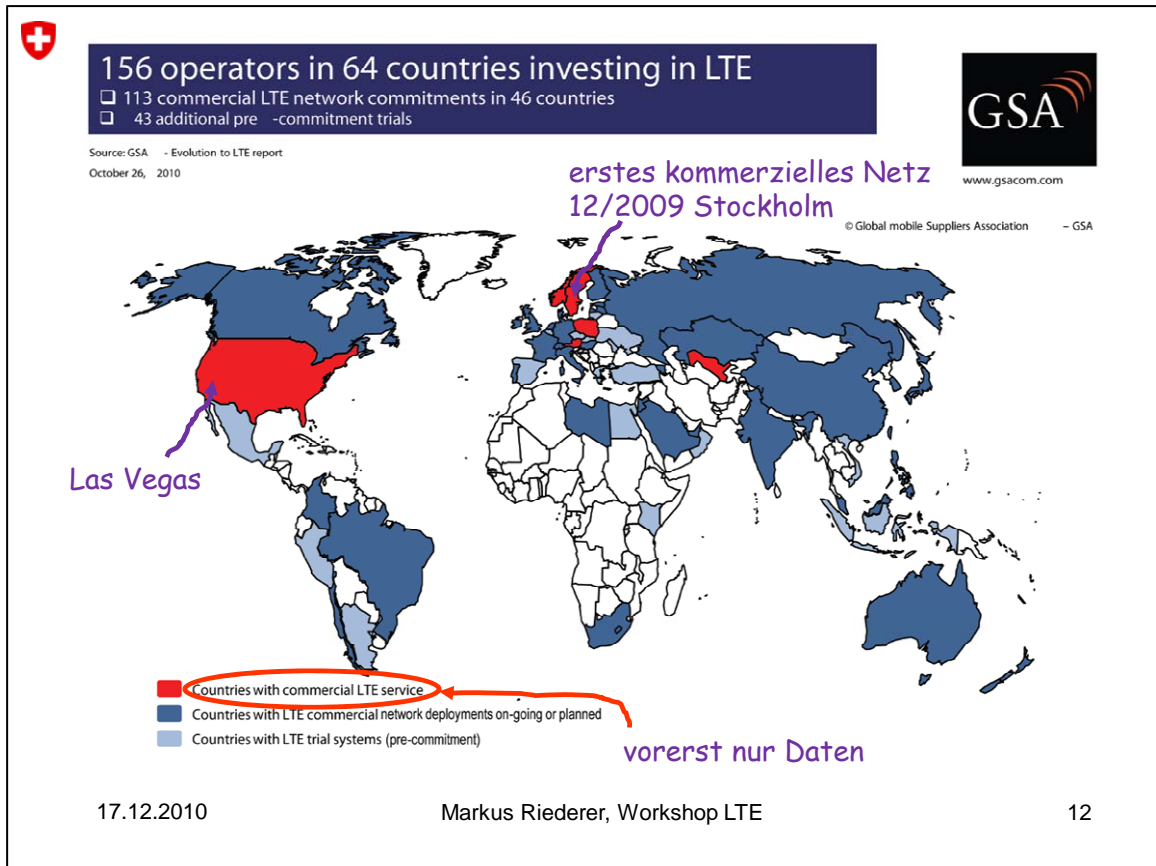 156 operators in 64 countries investing in LTE
❑ 113 commercial LTE network commitments in 46 countries
❑ 43 additional pre -commitment trials
GSA
Source: GSA - Evolution to LTE report
October 26, 2010
www.gsacom.com
erstes kommerzielles Netz
12/2009 Stockholm
© Global mobile Suppliers Association – GSA
Las Vegas
Countries with commercial LTE service
Countries with LTE commercial network deployments on-going or planned
Countries with LTE trial systems (pre-commitment)
vorerst nur Daten
17.12.2010 Markus Riederer, Workshop LTE 12